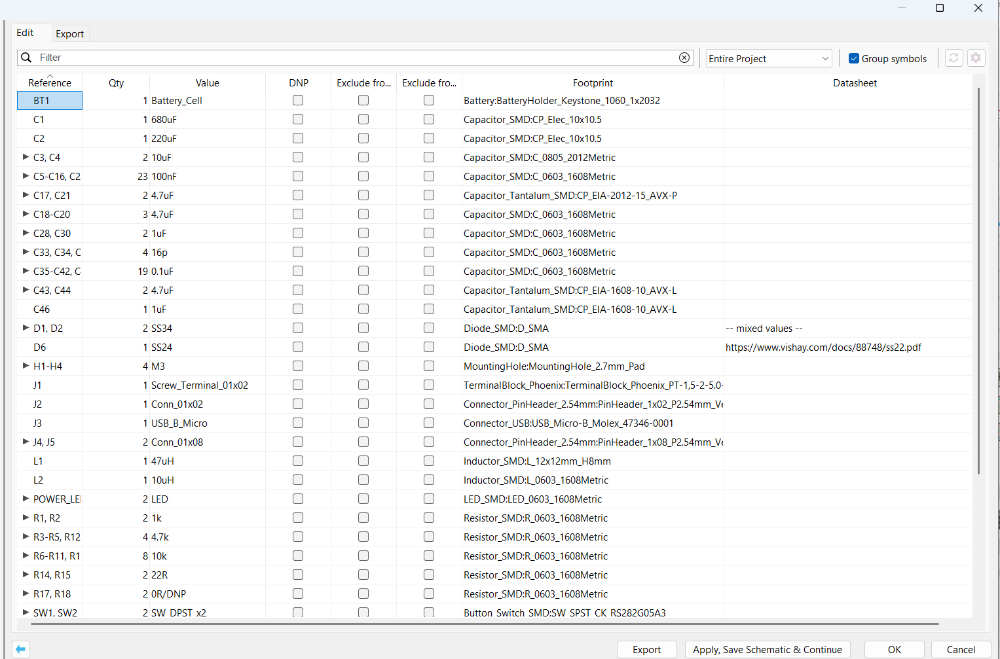 Edit Export
Filter Entire Project Group symbols
Reference Qty Value DNP Exclude fro... Exclude fro... Footprint Datasheet
BT1 1 Battery_Cell Battery:BatteryHolder_Keystone_1060_1x2032
C1 1 680uF Capacitor_SMD:CP_Elec_10x10.5
C2 1 220uF Capacitor_SMD:CP_Elec_10x10.5
C3, C4 2 10uF Capacitor_SMD:C_0805_2012Metric
C5-C16, C2 23 100nF Capacitor_SMD:C_0603_1608Metric
C17, C21 2 4.7uF Capacitor_Tantalum_SMD:CP_EIA-2012-15_AVX-P
C18-C20 3 4.7uF Capacitor_SMD:C_0603_1608Metric
C28, C30 2 1uF Capacitor_SMD:C_0603_1608Metric
C33, C34, C 4 16p Capacitor_SMD:C_0603_1608Metric
C35-C42, C 19 0.1uF Capacitor_SMD:C_0603_1608Metric
C43, C44 2 4.7uF Capacitor_Tantalum_SMD:CP_EIA-1608-10_AVX-L
C46 1 1uF Capacitor_Tantalum_SMD:CP_EIA-1608-10_AVX-L
D1, D2 2 SS34 Diode_SMD:D_SMA -- mixed values --
D6 1 SS24 Diode_SMD:D_SMA https://www.vishay.com/docs/88748/ss22.pdf
H1-H4 4 M3 MountingHole:MountingHole_2.7mm_Pad
J1 1 Screw_Terminal_01x02 TerminalBlock_Phoenix:TerminalBlock_Phoenix_PT-1,5-2-5.0-
J2 1 Conn_01x02 Connector_PinHeader_2.54mm:PinHeader_1x02_P2.54mm_Ve
J3 1 USB_B_Micro Connector_USB:USB_Micro-B_Molex_47346-0001
J4, J5 2 Conn_01x08 Connector_PinHeader_2.54mm:PinHeader_1x08_P2.54mm_Ve
L1 1 47uH Inductor_SMD:L_12x12mm_H8mm
L2 1 10uH Inductor_SMD:L_0603_1608Metric
POWER_LE 2 LED LED_SMD:LED_0603_1608Metric
R1, R2 2 1k Resistor_SMD:R_0603_1608Metric
R3-R5, R12 4 4.7k Resistor_SMD:R_0603_1608Metric
R6-R11, R1 8 10k Resistor_SMD:R_0603_1608Metric
R14, R15 2 22R Resistor_SMD:R_0603_1608Metric
R17, R18 2 0R/DNP Resistor_SMD:R_0603_1608Metric
SW1, SW2 2 SW_DPST_x2 Button_Switch_SMD:SW_SPST_CK_RS282G05A3
Export Apply, Save Schematic & Continue OK Cancel